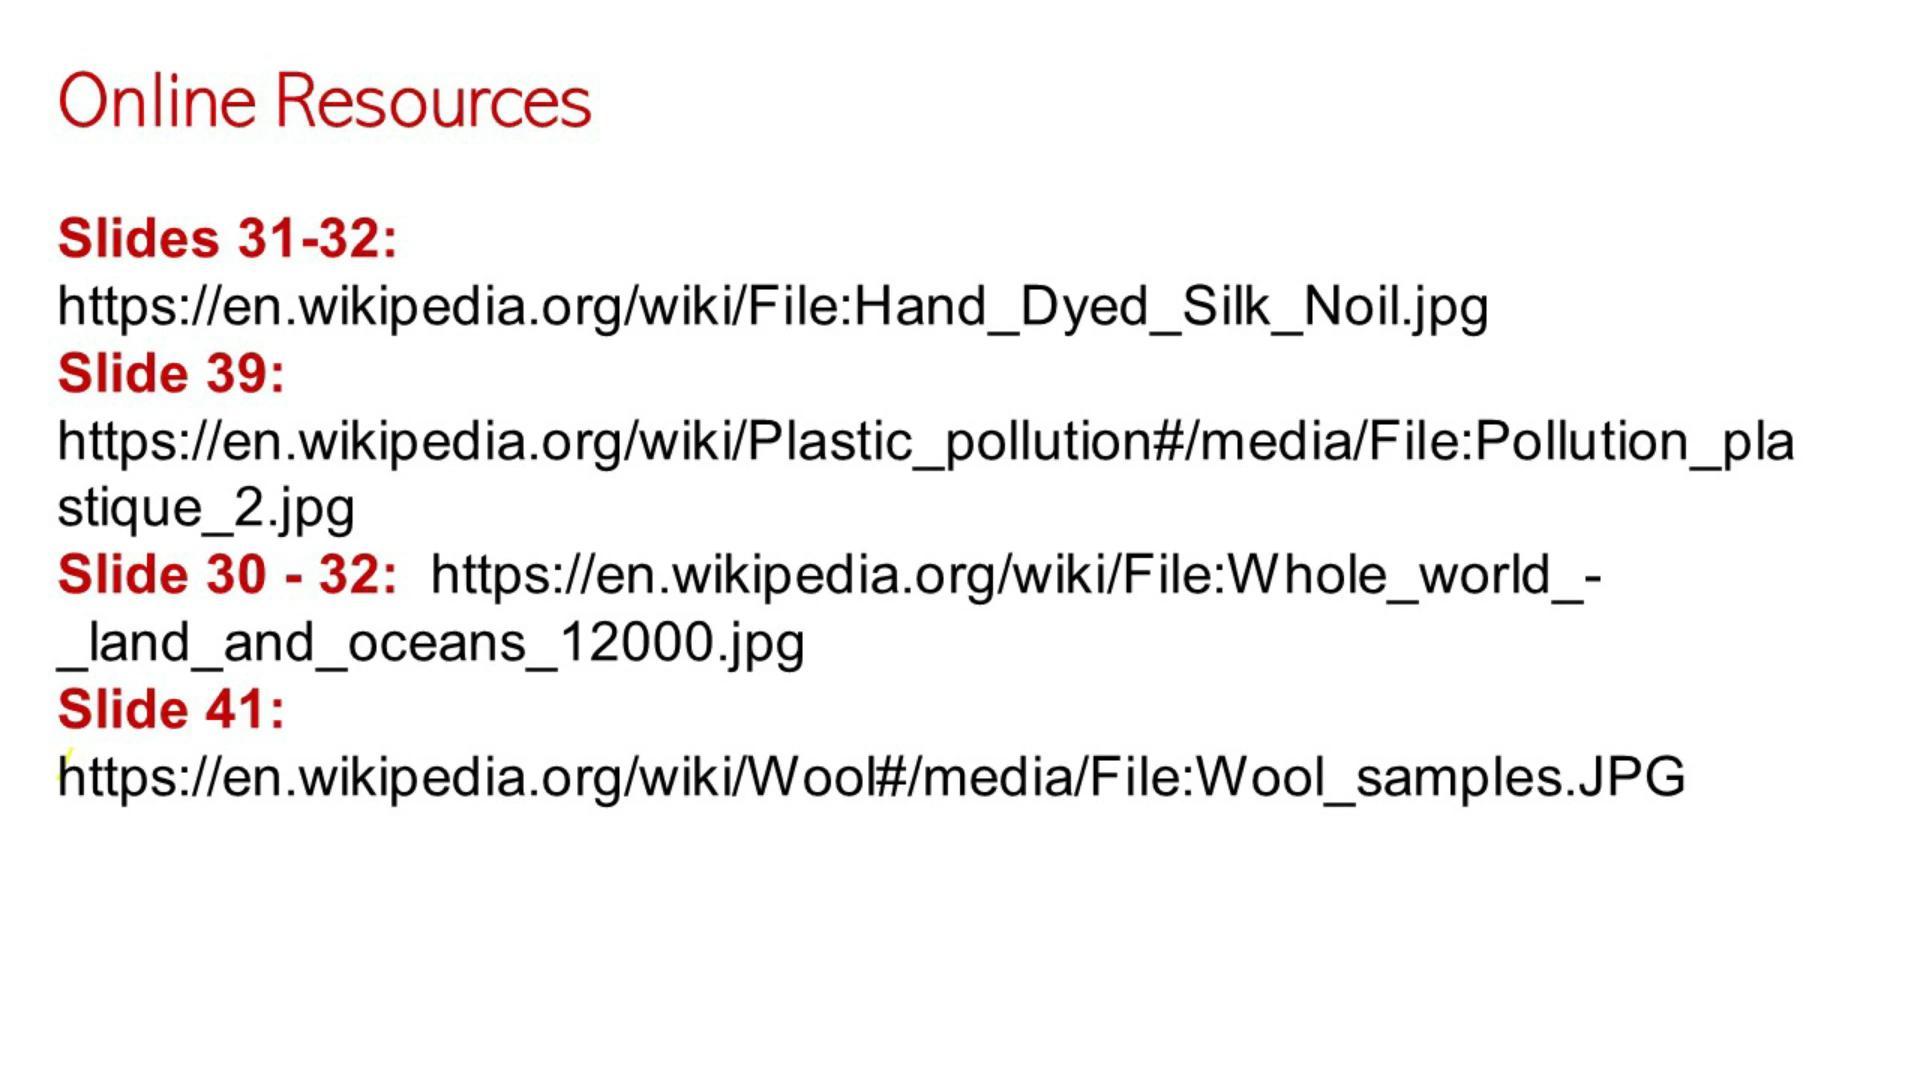 Online Resources
Slides 31-32:
https://en.wikipedia.org/wiki/File:Hand_Dyed_Silk_Noil.jpg
Slide 39:
https://en.wikipedia.org/wiki/Plastic_pollution#/media/File:Pollution_pla
stique_2.jpg
Slide 30 - 32:  https://en.wikipedia.org/wiki/File:Whole_world_-
_land_and_oceans_12000.jpg
Slide 41:
https://en.wikipedia.org/wiki/Wool#/media/File:Wool_samples.JPG